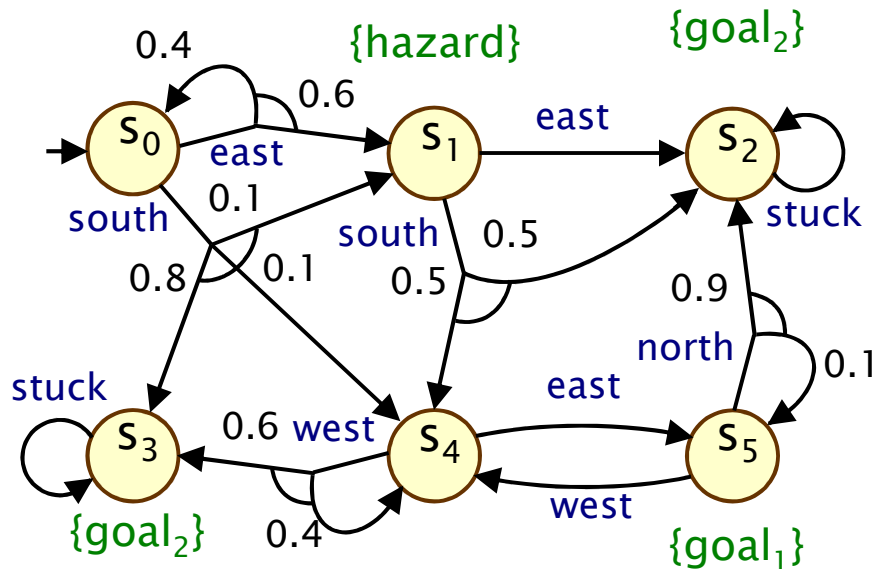 {goal₂}
{hazard}
0.4
0.6
s₀
east
s₁
east
s₂
south
0.1
south
0.5
stuck
0.8
0.1
0.5
0.9
north
0.1
stuck
east
0.6
west
s₃
s₄
s₅
west
0.4
{goal₂}
{goal₁}